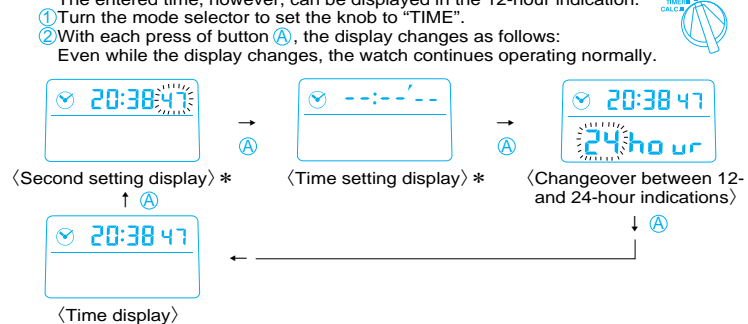 The entered time, however, can be displayed in the 12-hour indication.
TIMER
CALC.
①Turn the mode selector to set the knob to “TIME”.
②With each press of button Ⓐ, the display changes as follows:
Even while the display changes, the watch continues operating normally.
20:38 47
→
Ⓐ
--:--'--
→
Ⓐ
20:38 47
24 hour
〈Second setting display〉*
〈Time setting display〉*
〈Changeover between 12-
and 24-hour indications〉
↑ Ⓐ
↓ Ⓐ
20:38 47
←
〈Time display〉